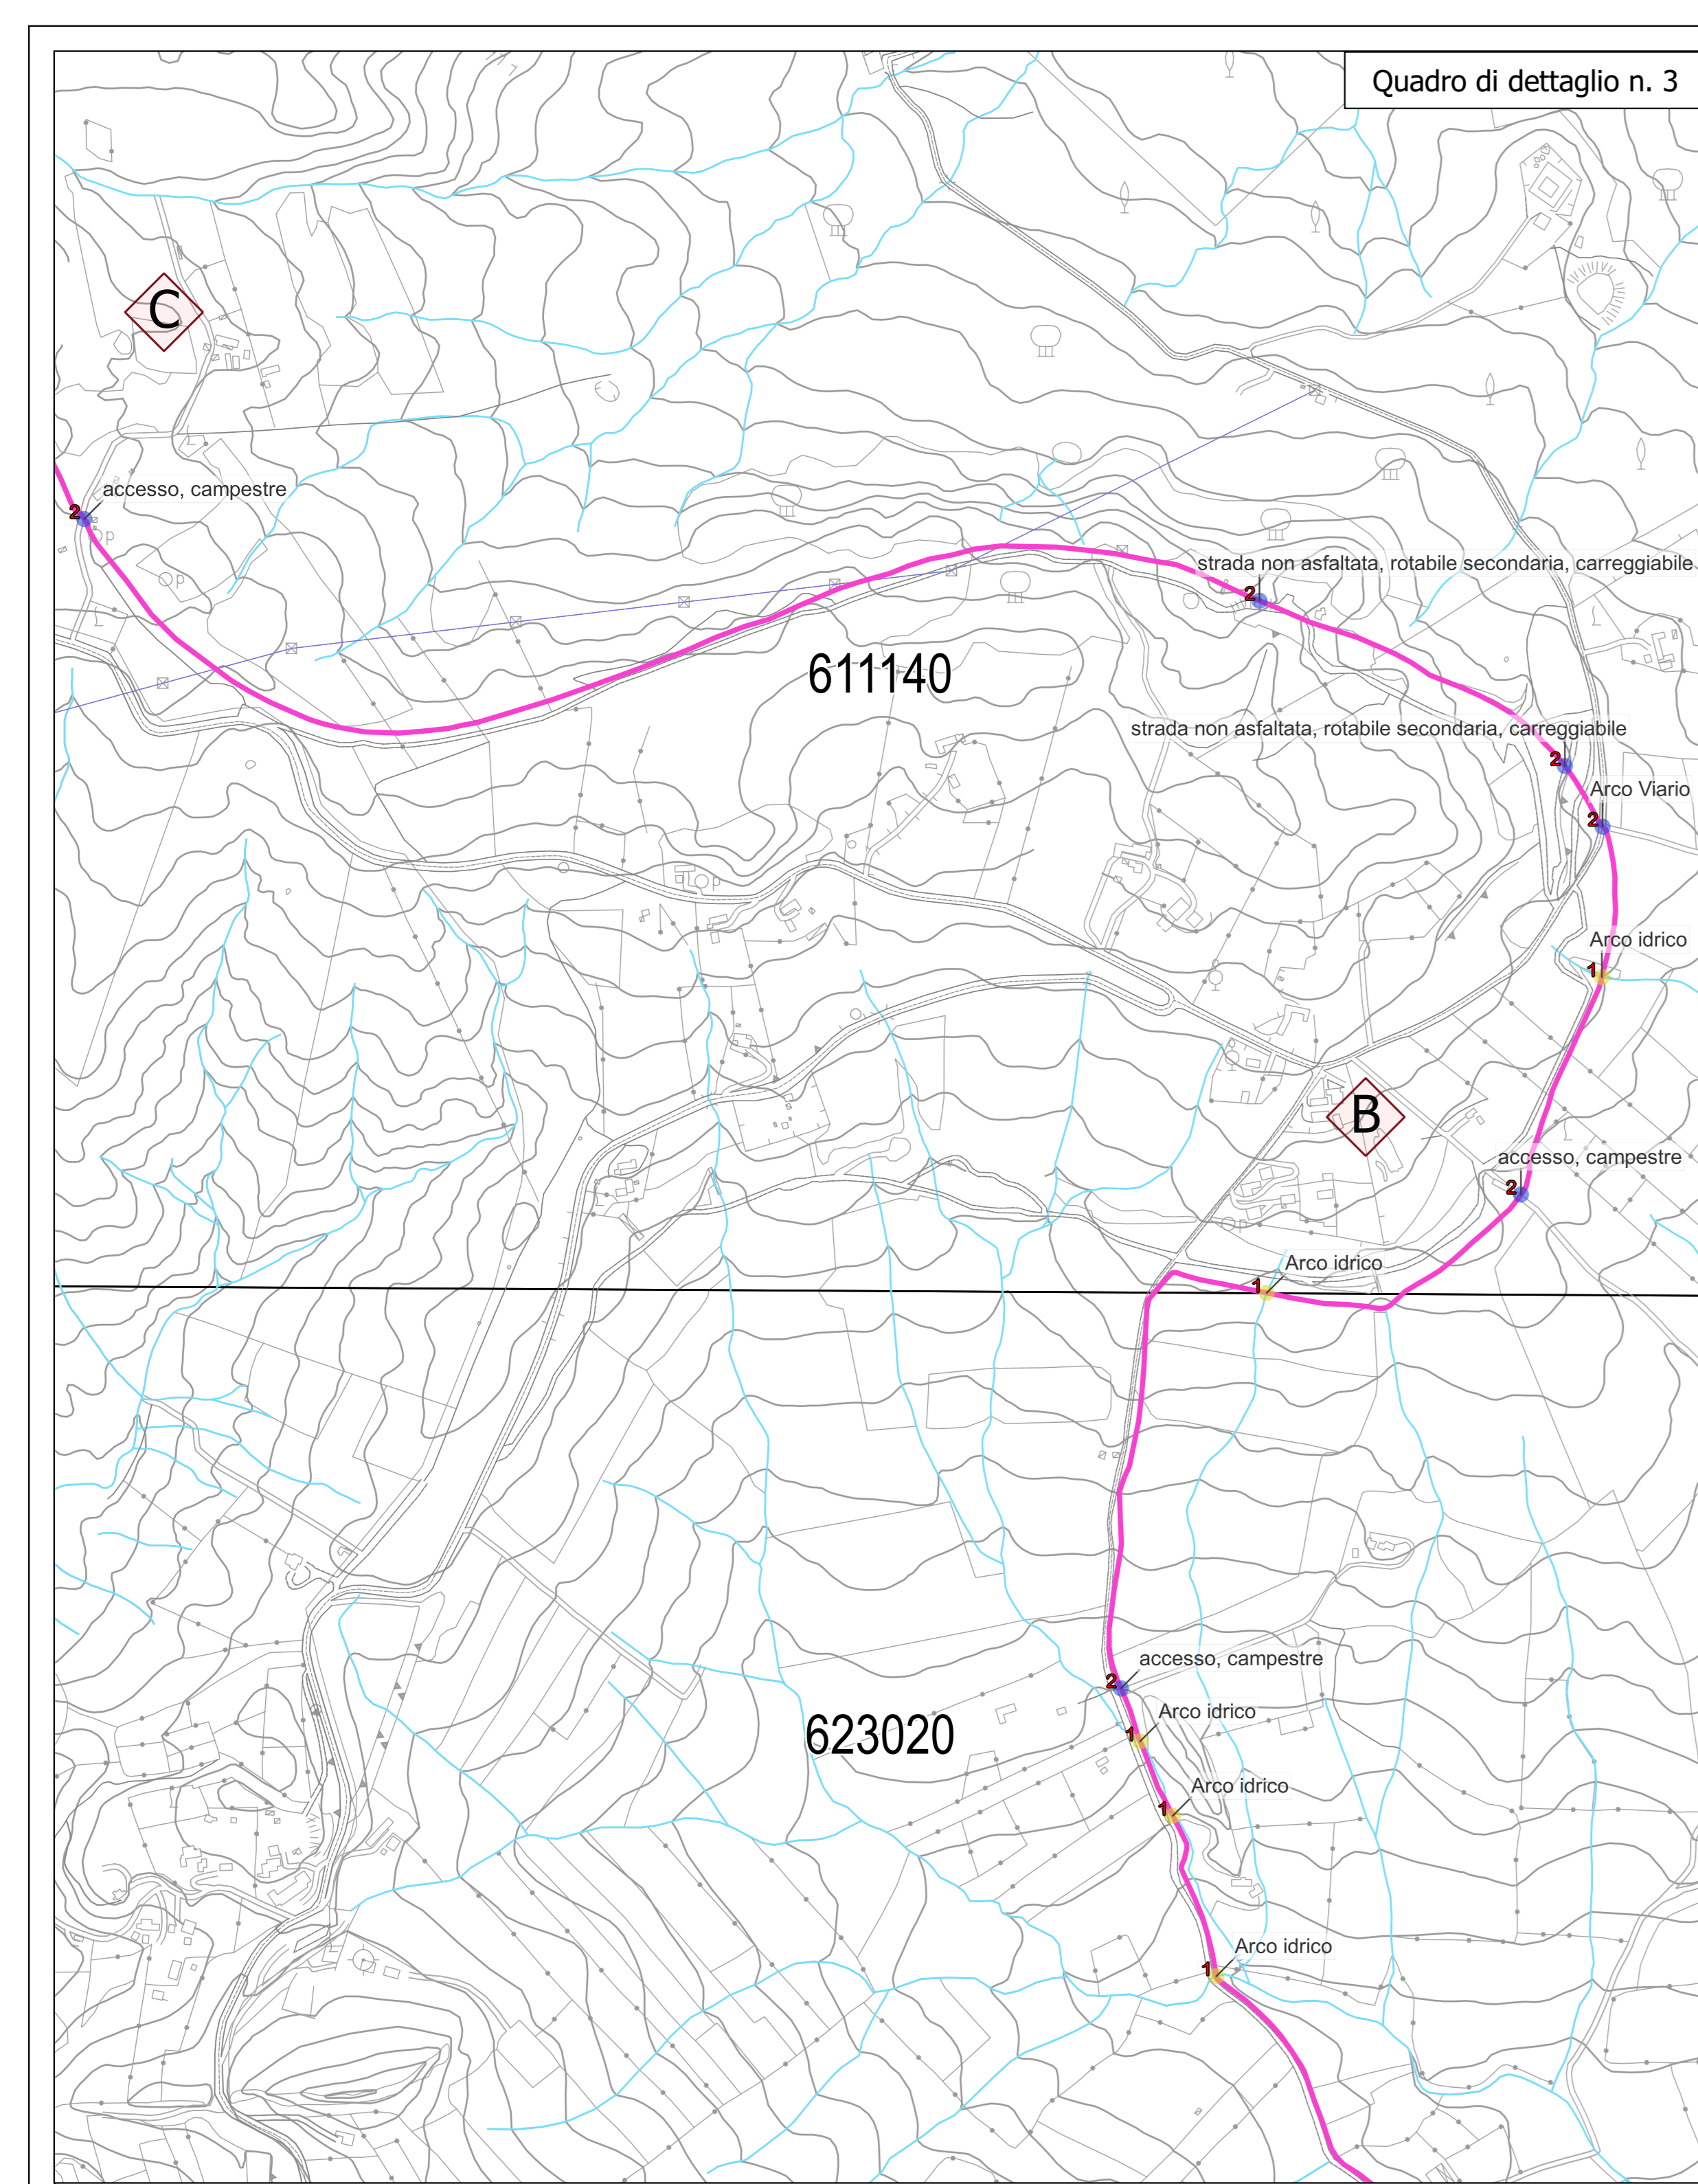 Quadro di dettaglio n. 3
C
accesso, campestre
2
p
p
strada non asfaltata, rotabile secondaria, carreggiabile
2
611140
strada non asfaltata, rotabile secondaria, carreggiabile
2
Arco Viario
2
p
Arco idrico
1
B
accesso, campestre
2
p
Arco idrico
1
accesso, campestre
2
Arco idrico
1
623020
Arco idrico
1
Arco idrico
1